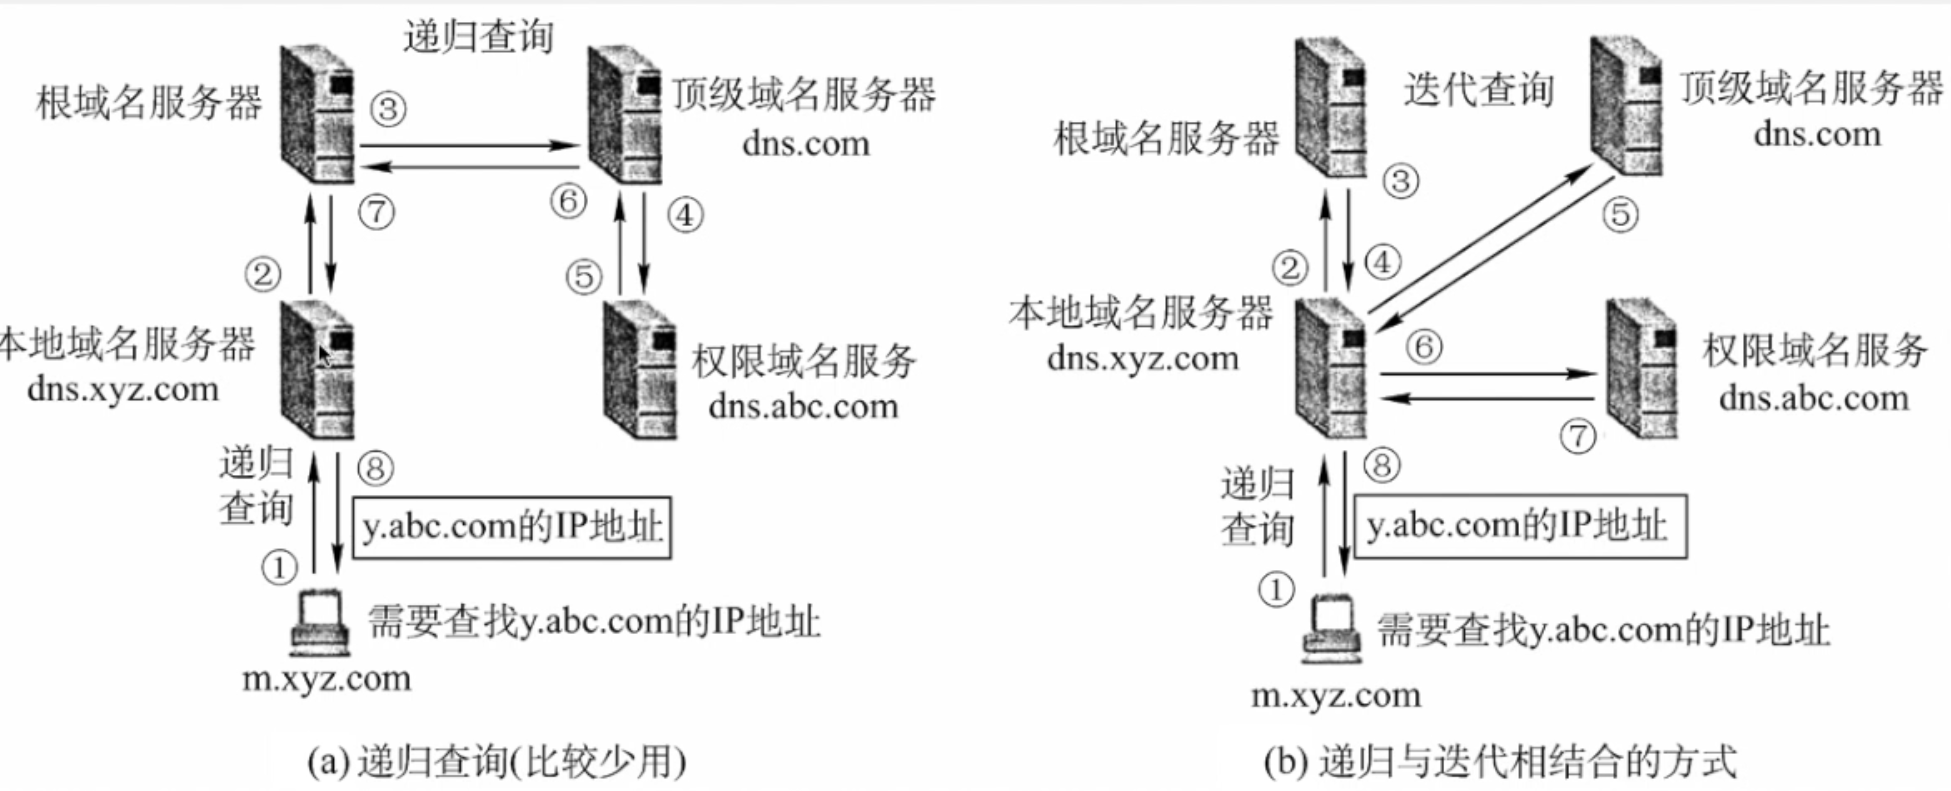 递归查询
根域名服务器
③
顶级域名服务器
dns.com
⑦
⑥
④
②
⑤
本地域名服务器
dns.xyz.com
权限域名服务
dns.abc.com
递归
查询
⑧
y.abc.com的IP地址
①
需要查找y.abc.com的IP地址
m.xyz.com
(a) 递归查询(比较少用)
迭代查询
根域名服务器
顶级域名服务器
dns.com
③
⑤
②
④
本地域名服务器
dns.xyz.com
⑥
权限域名服务
dns.abc.com
⑦
递归
查询
⑧
y.abc.com的IP地址
①
需要查找y.abc.com的IP地址
m.xyz.com
(b) 递归与迭代相结合的方式